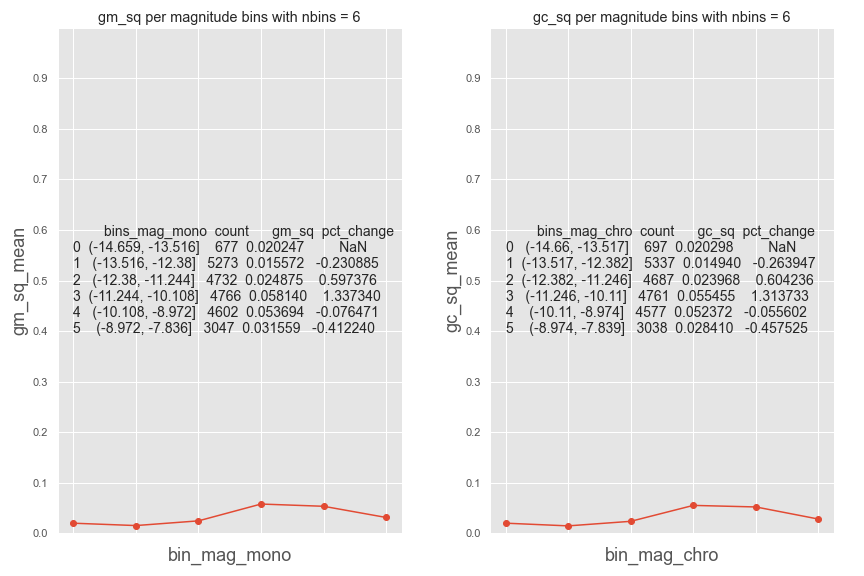 gm_sq per magnitude bins with nbins = 6
0.9
0.8
0.7
0.6
0.5
0.4
0.3
0.2
0.1
0.0
gm_sq_mean
bins_mag_mono count gm_sq pct_change
0 (-14.659, -13.516] 677 0.020247 NaN
1 (-13.516, -12.38] 5273 0.015572 -0.230885
2 (-12.38, -11.244] 4732 0.024875 0.597376
3 (-11.244, -10.108] 4766 0.058140 1.337340
4 (-10.108, -8.972] 4602 0.053694 -0.076471
5 (-8.972, -7.836] 3047 0.031559 -0.412240
bin_mag_mono
gc_sq per magnitude bins with nbins = 6
0.9
0.8
0.7
0.6
0.5
0.4
0.3
0.2
0.1
0.0
gc_sq_mean
bins_mag_chro count gc_sq pct_change
0 (-14.66, -13.517] 697 0.020298 NaN
1 (-13.517, -12.382] 5337 0.014940 -0.263947
2 (-12.382, -11.246] 4687 0.023968 0.604236
3 (-11.246, -10.11] 4761 0.055455 1.313733
4 (-10.11, -8.974] 4577 0.052372 -0.055602
5 (-8.974, -7.839] 3038 0.028410 -0.457525
bin_mag_chro